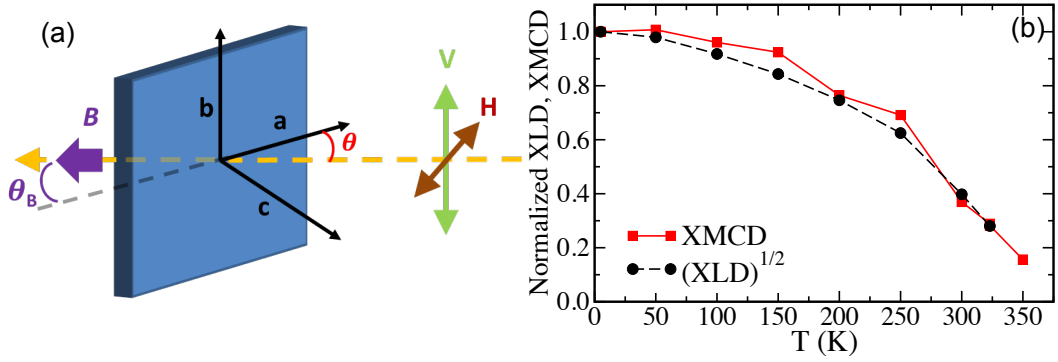 (a)
V
b
B
a
H
θ
θB
c
(b)
Normalized XLD, XMCD
1.0
0.8
0.6
0.4
0.2
0.0
XMCD
(XLD)^1/2
0 50 100 150 200 250 300 350
T (K)